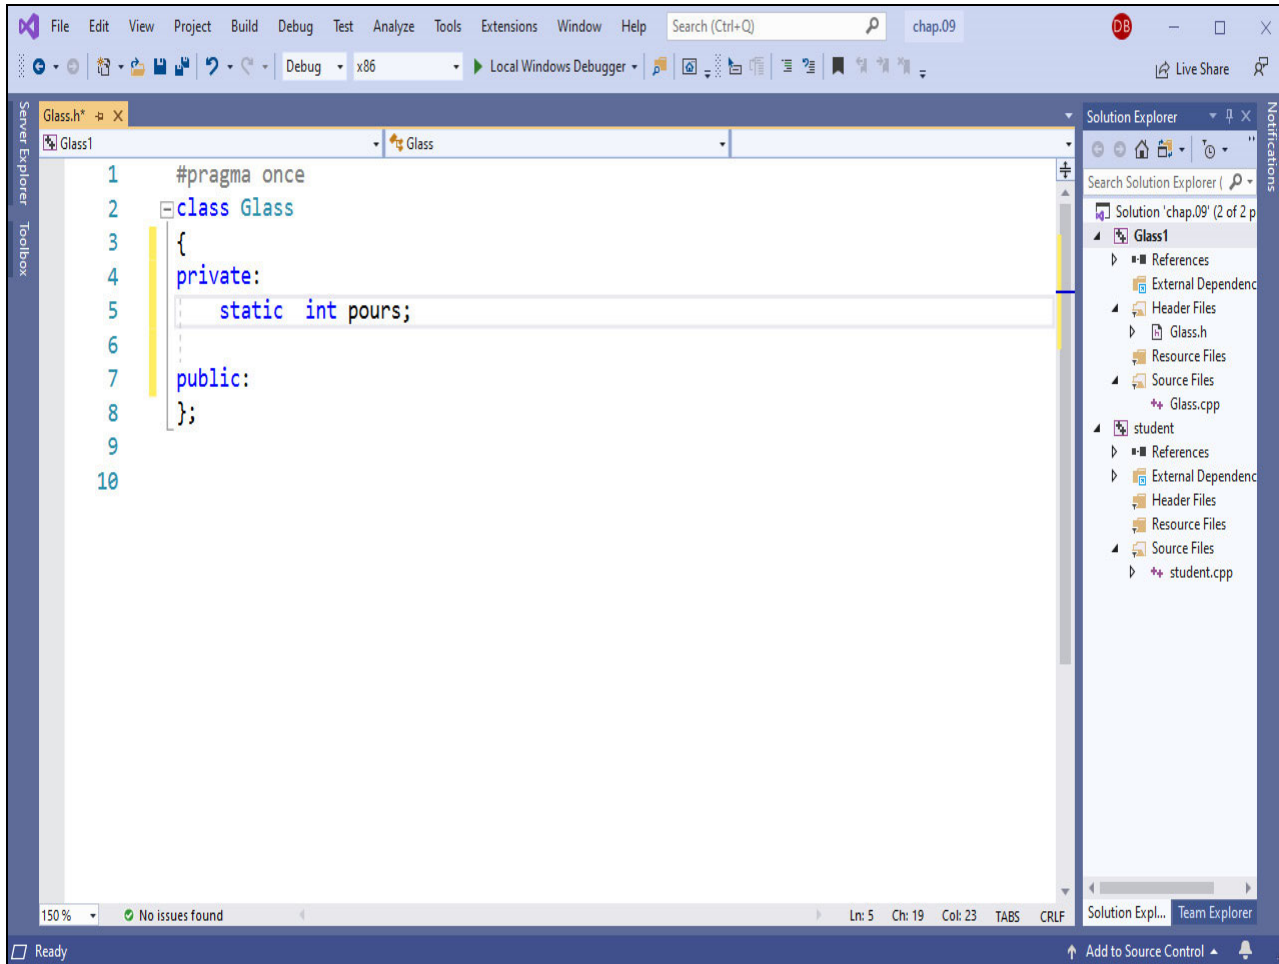 File Edit View Project Build Debug Test Analyze Tools Extensions Window Help Search (Ctrl+Q) chap.09 DB
Debug x86 Local Windows Debugger Live Share
Server Explorer
Toolbox
Glass.h*
Glass1 Glass
1 #pragma once
2 class Glass
3 {
4 private:
5 static int pours;
6
7 public:
8 };
9
10
150 % No issues found Ln: 5 Ch: 19 Col: 23 TABS CRLF
Solution Explorer
Search Solution Explorer (
Solution 'chap.09' (2 of 2 p
Glass1
References
External Dependenc
Header Files
Glass.h
Resource Files
Source Files
Glass.cpp
student
References
External Dependenc
Header Files
Resource Files
Source Files
student.cpp
Solution Expl... Team Explorer
Notifications
Ready Add to Source Control